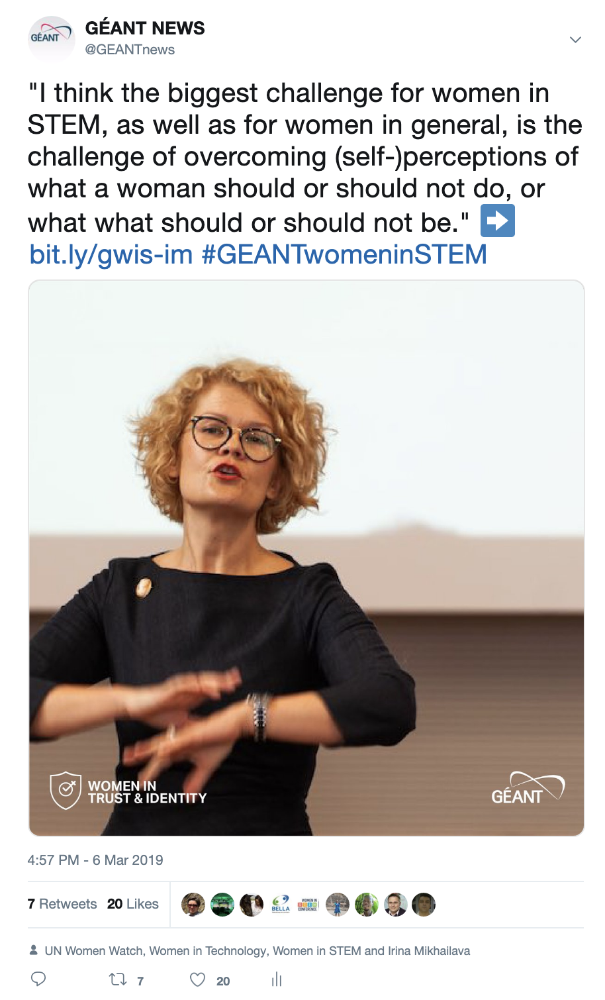 GÉANT
GÉANT NEWS
@GEANTnews
"I think the biggest challenge for women in
STEM, as well as for women in general, is the
challenge of overcoming (self-)perceptions of
what a woman should or should not do, or
what what should or should not be."
bit.ly/gwis-im #GEANTwomeninSTEM
WOMEN IN
TRUST & IDENTITY
GÉANT
4:57 PM - 6 Mar 2019
7 Retweets 20 Likes
BELLA
WOMEN IN
STEM
CONFERENCE
UN Women Watch, Women in Technology, Women in STEM and Irina Mikhailava
7 20